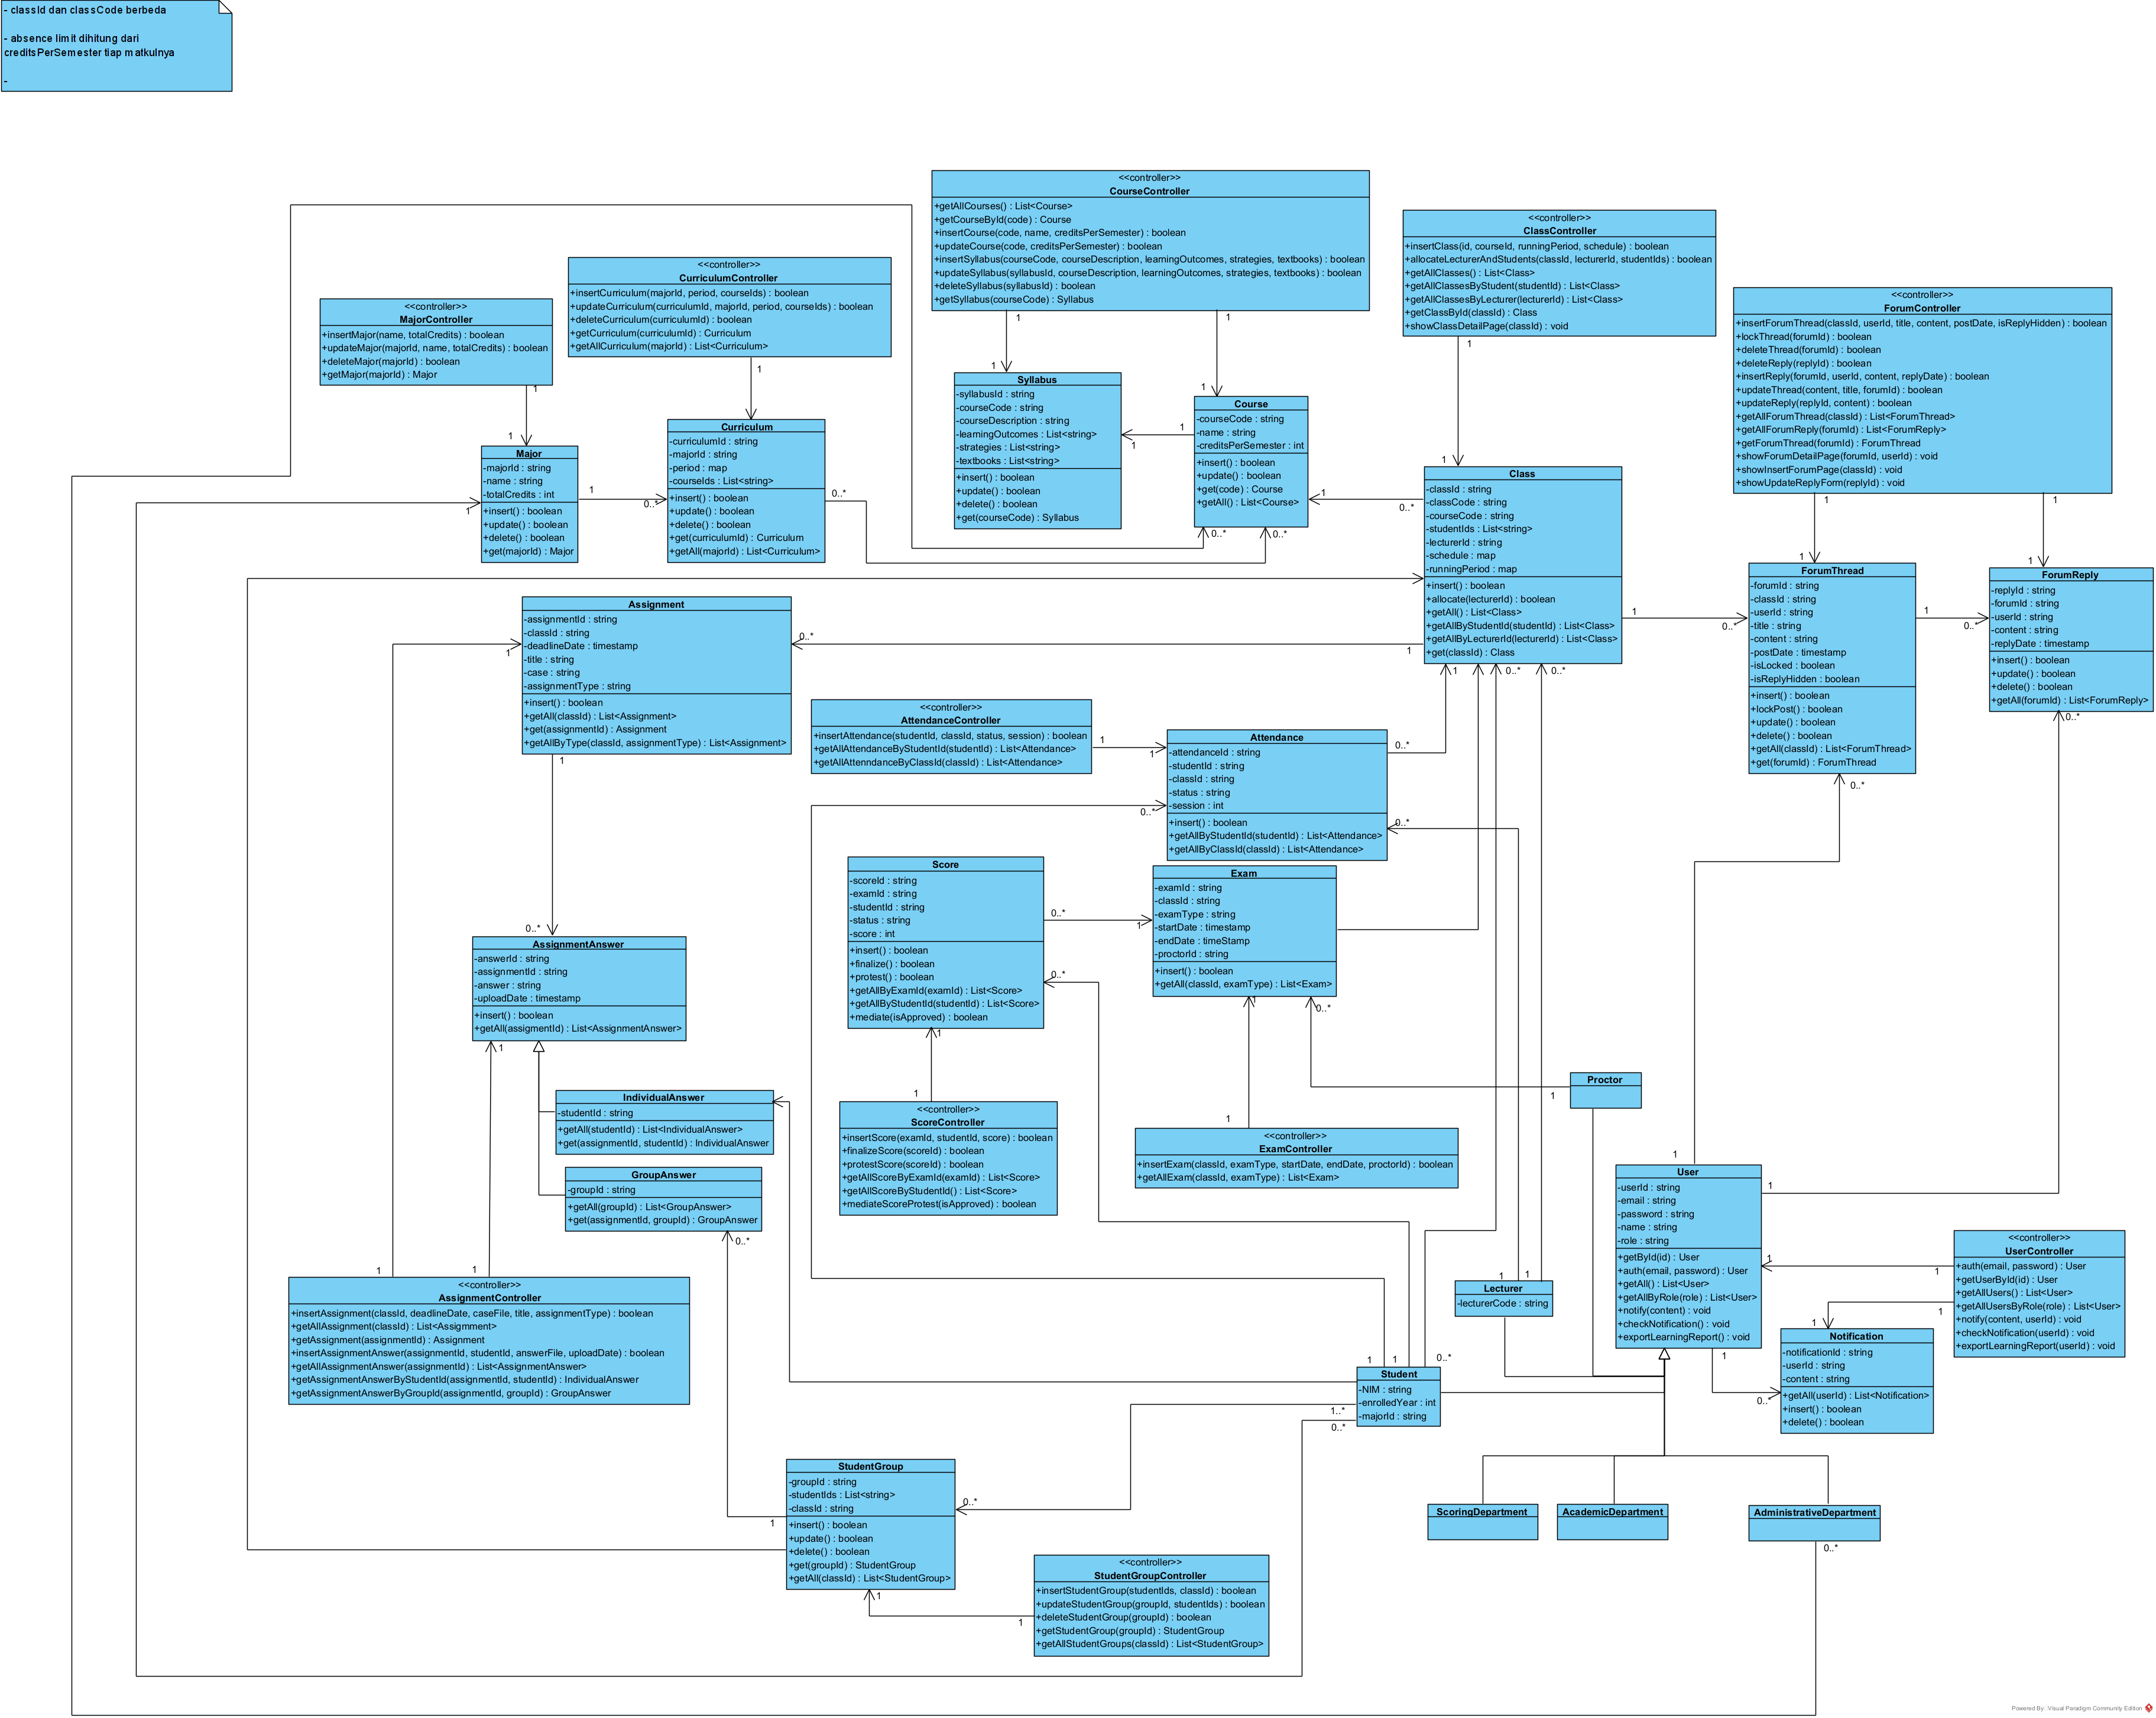 - classId dan classCode berbeda
- absence limit dihitung dari
creditsPerSemester tiap matkulnya
-
<<controller>>
CourseController
+getAllCourses() : List<Course>
+getCourseById(code) : Course
+insertCourse(code, name, creditsPerSemester) : boolean
+updateCourse(code, creditsPerSemester) : boolean
+insertSyllabus(courseCode, courseDescription, learningOutcomes, strategies, textbooks) : boolean
+updateSyllabus(syllabusId, courseDescription, learningOutcomes, strategies, textbooks) : boolean
+deleteSyllabus(syllabusId) : boolean
+getSyllabus(courseCode) : Syllabus
1
1
<<controller>>
ClassController
+insertClass(id, courseId, runningPeriod, schedule) : boolean
+allocateLecturerAndStudents(classId, lecturerId, studentIds) : boolean
+getAllClasses() : List<Class>
+getAllClassesByStudent(studentId) : List<Class>
+getAllClassesByLecturer(lecturerId) : List<Class>
+getClassById(classId) : Class
+showClassDetailPage(classId) : void
1
<<controller>>
CurriculumController
+insertCurriculum(majorId, period, courseIds) : boolean
+updateCurriculum(curriculumId, majorId, period, courseIds) : boolean
+deleteCurriculum(curriculumId) : boolean
+getCurriculum(curriculumId) : Curriculum
+getAllCurriculum(majorId) : List<Curriculum>
1
<<controller>>
MajorController
+insertMajor(name, totalCredits) : boolean
+updateMajor(majorId, name, totalCredits) : boolean
+deleteMajor(majorId) : boolean
+getMajor(majorId) : Major
1
<<controller>>
ForumController
+insertForumThread(classId, userId, title, content, postDate, isReplyHidden) : boolean
+lockThread(forumId) : boolean
+deleteThread(forumId) : boolean
+deleteReply(replyId) : boolean
+insertReply(forumId, userId, content, replyDate) : boolean
+updateThread(content, title, forumId) : boolean
+updateReply(replyId, content) : boolean
+getAllForumThread(classId) : List<ForumThread>
+getAllForumReply(forumId) : List<ForumReply>
+getForumThread(forumId) : ForumThread
+showForumDetailPage(forumId, userId) : void
+showInsertForumPage(classId) : void
+showUpdateReplyForm(replyId) : void
1
1
1
Syllabus
-syllabusId : string
-courseCode : string
-courseDescription : string
-learningOutcomes : List<string>
-strategies : List<string>
-textbooks : List<string>
+insert() : boolean
+update() : boolean
+delete() : boolean
+get(courseCode) : Syllabus
1
1
1
Course
-courseCode : string
-name : string
-creditsPerSemester : int
+insert() : boolean
+update() : boolean
+get(code) : Course
+getAll() : List<Course>
0..*
0..*
1
0..*
Curriculum
-curriculumId : string
-majorId : string
-period : map
-courseIds : List<string>
+insert() : boolean
+update() : boolean
+delete() : boolean
+get(curriculumId) : Curriculum
+getAll(majorId) : List<Curriculum>
0..*
1
Major
-majorId : string
-name : string
-totalCredits : int
+insert() : boolean
+update() : boolean
+delete() : boolean
+get(majorId) : Major
1
1
0..*
1
Class
-classId : string
-classCode : string
-courseCode : string
-studentIds : List<string>
-lecturerId : string
-schedule : map
-runningPeriod : map
+insert() : boolean
+allocate(lecturerId) : boolean
+getAll() : List<Class>
+getAllByStudentId(studentId) : List<Class>
+getAllByLecturerId(lecturerId) : List<Class>
+get(classId) : Class
1
0..*
1
1
0..*
0..*
1
ForumThread
-forumId : string
-classId : string
-userId : string
-title : string
-content : string
-postDate : timestamp
-isLocked : boolean
-isReplyHidden : boolean
+insert() : boolean
+lockPost() : boolean
+update() : boolean
+delete() : boolean
+getAll(classId) : List<ForumThread>
+get(forumId) : ForumThread
0..*
1
0..*
1
ForumReply
-replyId : string
-forumId : string
-userId : string
-content : string
-replyDate : timestamp
+insert() : boolean
+update() : boolean
+delete() : boolean
+getAll(forumId) : List<ForumReply>
0..*
Assignment
-assignmentId : string
-classId : string
-deadlineDate : timestamp
-title : string
-case : string
-assignmentType : string
+insert() : boolean
+getAll(classId) : List<Assignment>
+get(assignmentId) : Assignment
+getAllByType(classId, assignmentType) : List<Assignment>
1
0..*
1
<<controller>>
AttendanceController
+insertAttendance(studentId, classId, status, session) : boolean
+getAllAttendanceByStudentId(studentId) : List<Attendance>
+getAllAttenndanceByClassId(classId) : List<Attendance>
1
1
Attendance
-attendanceId : string
-studentId : string
-classId : string
-status : string
-session : int
+insert() : boolean
+getAllByStudentId(studentId) : List<Attendance>
+getAllByClassId(classId) : List<Attendance>
0..*
0..*
0..*
Score
-scoreId : string
-examId : string
-studentId : string
-status : string
-score : int
+insert() : boolean
+finalize() : boolean
+protest() : boolean
+getAllByExamId(examId) : List<Score>
+getAllByStudentId(studentId) : List<Score>
+mediate(isApproved) : boolean
0..*
1
0..*
1
Exam
-examId : string
-classId : string
-examType : string
-startDate : timestamp
-endDate : timeStamp
-proctorId : string
+insert() : boolean
+getAll(classId, examType) : List<Exam>
1
0..*
0..*
AssignmentAnswer
-answerId : string
-assignmentId : string
-answer : string
-uploadDate : timestamp
+insert() : boolean
+getAll(assigmentId) : List<AssignmentAnswer>
1
IndividualAnswer
-studentId : string
+getAll(studentId) : List<IndividualAnswer>
+get(assignmentId, studentId) : IndividualAnswer
GroupAnswer
-groupId : string
+getAll(groupId) : List<GroupAnswer>
+get(assignmentId, groupId) : GroupAnswer
0..*
1
<<controller>>
ScoreController
+insertScore(examId, studentId, score) : boolean
+finalizeScore(scoreId) : boolean
+protestScore(scoreId) : boolean
+getAllScoreByExamId(examId) : List<Score>
+getAllScoreByStudentId() : List<Score>
+mediateScoreProtest(isApproved) : boolean
1
<<controller>>
ExamController
+insertExam(classId, examType, startDate, endDate, proctorId) : boolean
+getAllExam(classId, examType) : List<Exam>
Proctor
1
1
User
-userId : string
-email : string
-password : string
-name : string
-role : string
+getById(id) : User
+auth(email, password) : User
+getAll() : List<User>
+getAllByRole(role) : List<User>
+notify(content) : void
+checkNotification() : void
+exportLearningReport() : void
1
1
1
<<controller>>
UserController
+auth(email, password) : User
+getUserById(id) : User
+getAllUsers() : List<User>
+getAllUsersByRole(role) : List<User>
+notify(content, userId) : void
+checkNotification(userId) : void
+exportLearningReport(userId) : void
1
1
1
Notification
-notificationId : string
-userId : string
-content : string
+getAll(userId) : List<Notification>
+insert() : boolean
+delete() : boolean
0..*
1
1
<<controller>>
AssignmentController
+insertAssignment(classId, deadlineDate, caseFile, title, assignmentType) : boolean
+getAllAssignment(classId) : List<Assigmment>
+getAssignment(assignmentId) : Assignment
+insertAssignmentAnswer(assignmentId, studentId, answerFile, uploadDate) : boolean
+getAllAssignmentAnswer(assignmentId) : List<AssignmentAnswer>
+getAssignmentAnswerByStudentId(assignmentId, studentId) : IndividualAnswer
+getAssignmentAnswerByGroupId(assignmentId, groupId) : GroupAnswer
1
1
Lecturer
-lecturerCode : string
1
1
0..*
Student
-NIM : string
-enrolledYear : int
-majorId : string
1..*
0..*
StudentGroup
-groupId : string
-studentIds : List<string>
-classId : string
+insert() : boolean
+update() : boolean
+delete() : boolean
+get(groupId) : StudentGroup
+getAll(classId) : List<StudentGroup>
0..*
1
1
ScoringDepartment
AcademicDepartment
AdministrativeDepartment
0..*
<<controller>>
StudentGroupController
+insertStudentGroup(studentIds, classId) : boolean
+updateStudentGroup(groupId, studentIds) : boolean
+deleteStudentGroup(groupId) : boolean
+getStudentGroup(groupId) : StudentGroup
+getAllStudentGroups(classId) : List<StudentGroup>
1
Powered By: Visual Paradigm Community Edition